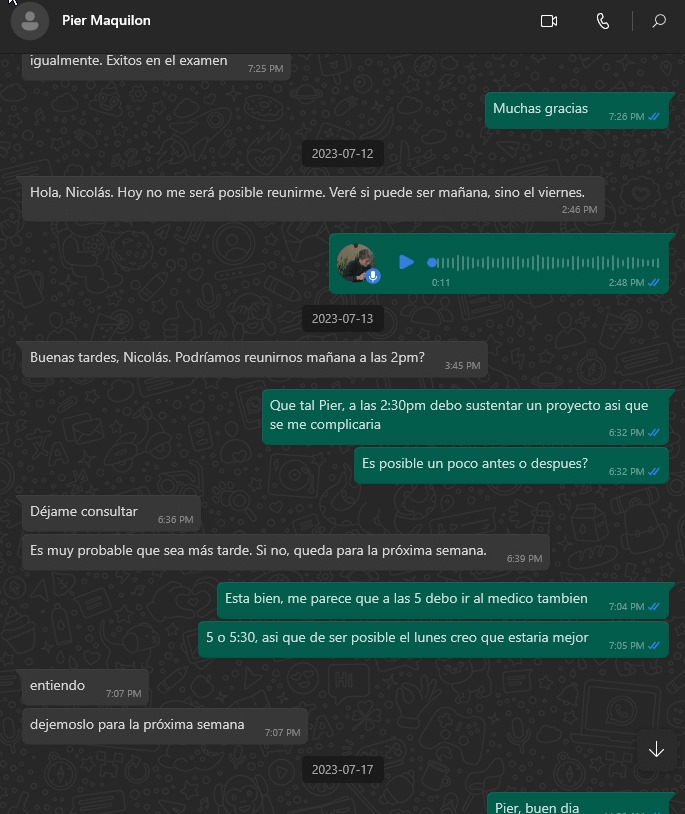 Pier Maquilon
igualmente. Exitos en el examen
7:25 PM
Muchas gracias
7:26 PM
2023-07-12
Hola, Nicolás. Hoy no me será posible reunirme. Veré si puede ser mañana, sino el viernes.
2:46 PM
0:11
2:48 PM
2023-07-13
Buenas tardes, Nicolás. Podríamos reunirnos mañana a las 2pm?
3:45 PM
Que tal Pier, a las 2:30pm debo sustentar un proyecto asi que
se me complicaria
6:32 PM
Es posible un poco antes o despues?
6:32 PM
Déjame consultar
6:36 PM
Es muy probable que sea más tarde. Si no, queda para la próxima semana.
6:39 PM
Esta bien, me parece que a las 5 debo ir al medico tambien
7:04 PM
5 o 5:30, asi que de ser posible el lunes creo que estaria mejor
7:05 PM
entiendo
7:07 PM
dejemoslo para la próxima semana
7:07 PM
2023-07-17
Pier, buen dia